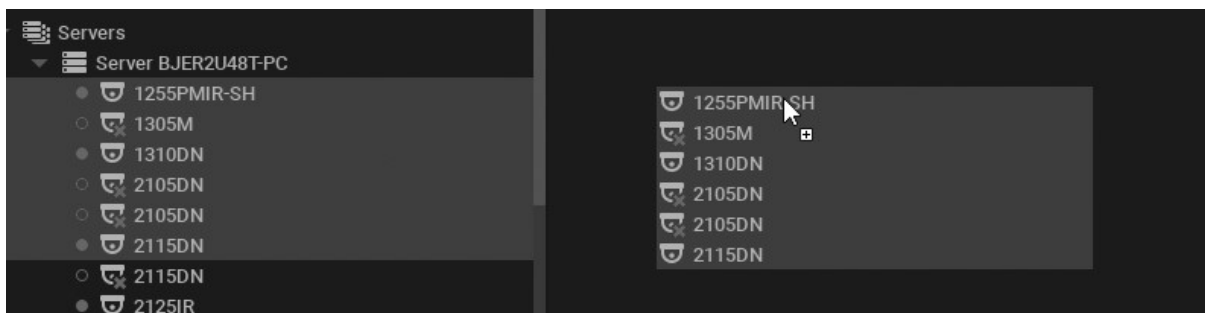 Servers
Server BJER2U48T-PC
1255PMIR-SH
1305M
1310DN
2105DN
2105DN
2115DN
2115DN
2125IR
1255PMIR-SH
1305M
1310DN
2105DN
2105DN
2115DN